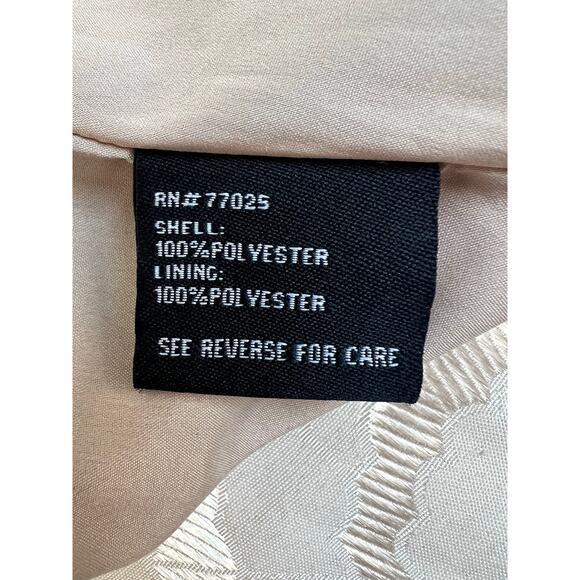 RN# 77025
SHELL:
100%POLYESTER
LINING:
100%POLYESTER
SEE REVERSE FOR CARE